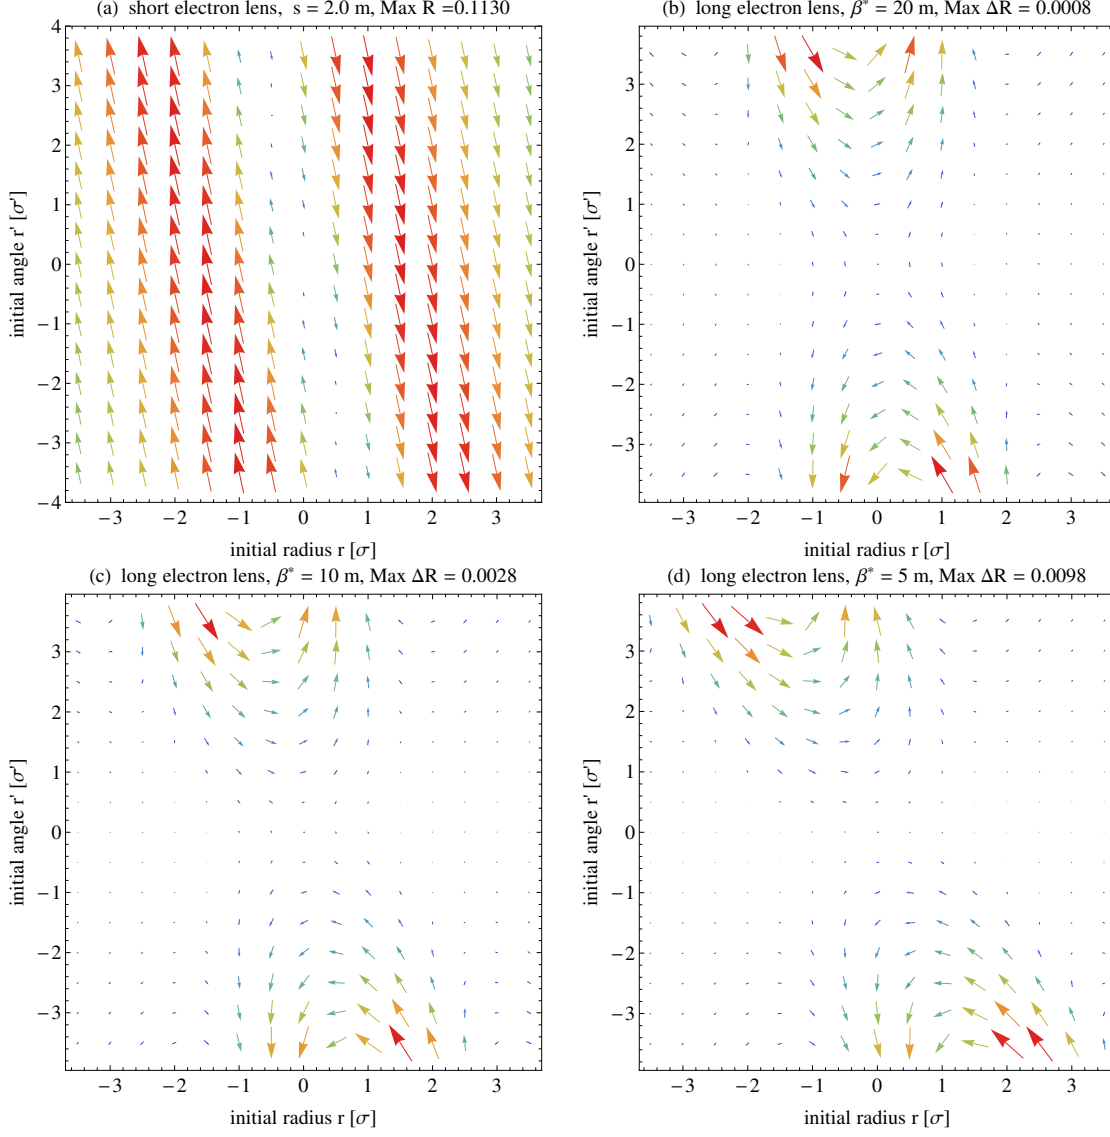 (a) short electron lens, s = 2.0 m, Max R =0.1130
4
3
2
1
0
−1
−2
−3
−4
initial angle r' [σ']
−3 −2 −1 0 1 2 3
initial radius r [σ]
(b) long electron lens, β* = 20 m, Max ΔR = 0.0008
3
2
1
0
−1
−2
−3
initial angle r' [σ']
−3 −2 −1 0 1 2 3
initial radius r [σ]
(c) long electron lens, β* = 10 m, Max ΔR = 0.0028
3
2
1
0
−1
−2
−3
initial angle r' [σ']
−3 −2 −1 0 1 2 3
initial radius r [σ]
(d) long electron lens, β* = 5 m, Max ΔR = 0.0098
3
2
1
0
−1
−2
−3
initial angle r' [σ']
−3 −2 −1 0 1 2 3
initial radius r [σ]